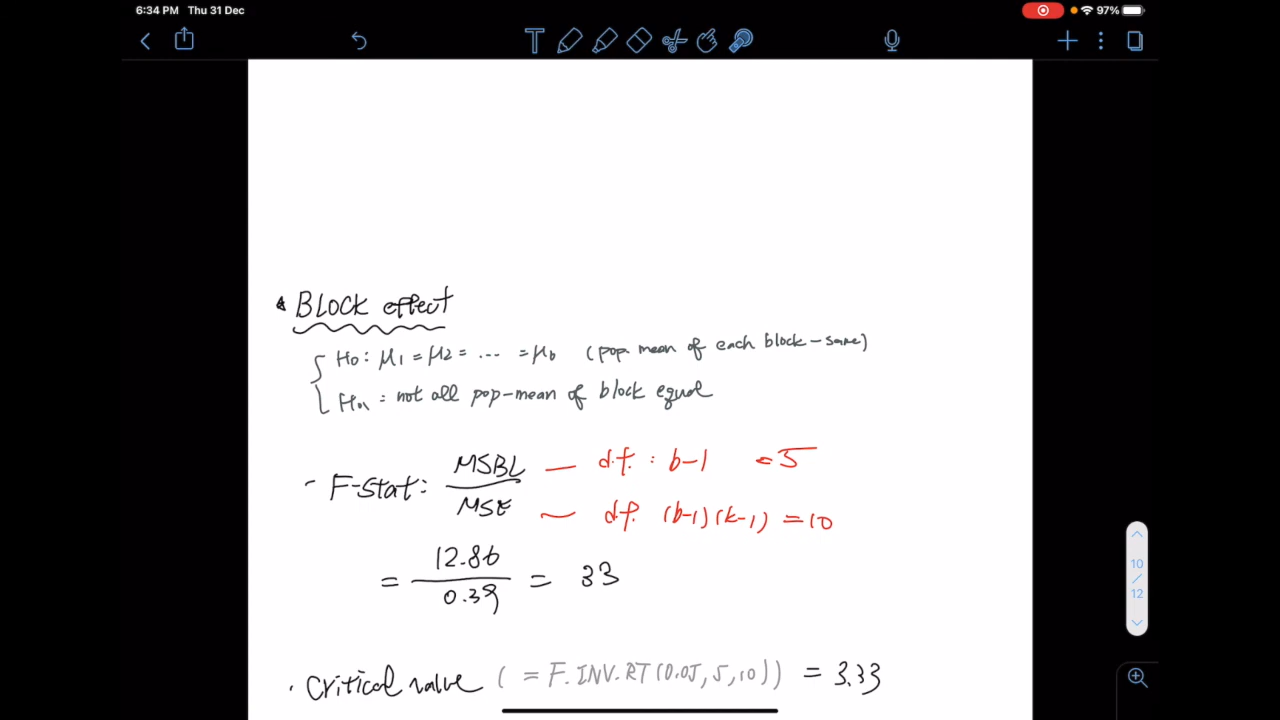 6:34 PM Thu 31 Dec 97%
T
Block effect
H0: μ1 = μ2 = ... = μb (pop mean of each block-same)
Ha = not all pop-mean of block equal
- F-stat: MSBL / MSE
— d.f. : b-1 = 5
— d.f. (b-1)(k-1) = 10
= 12.86 / 0.39 = 33
10 / 12
· Critical value ( = F.INV.RT(0.05, 5, 10)) = 3.33